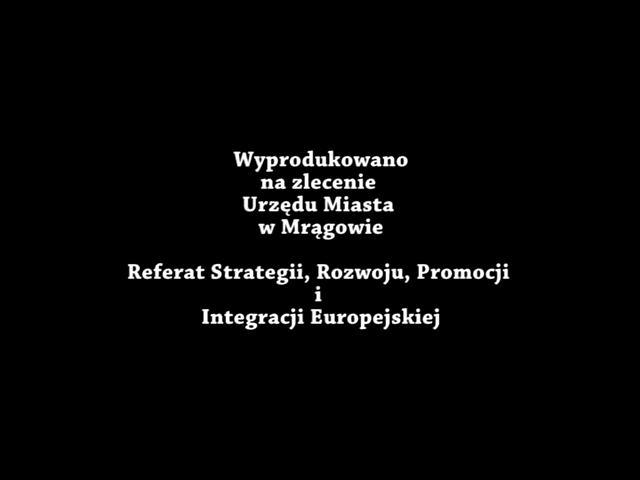 Wyprodukowano
na zlecenie
Urzędu Miasta
w Mrągowie
Referat Strategii, Rozwoju, Promocji
i
Integracji Europejskiej